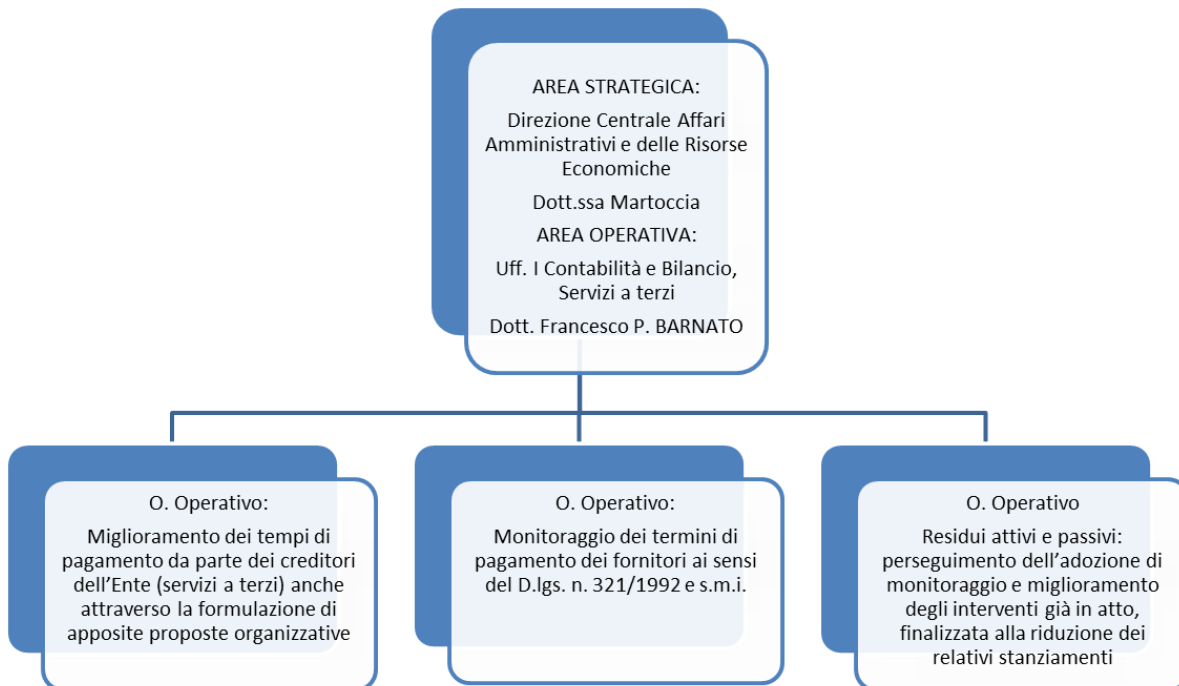 AREA STRATEGICA:
Direzione Centrale Affari
Amministrativi e delle Risorse
Economiche
Dott.ssa Martoccia
AREA OPERATIVA:
Uff. I Contabilità e Bilancio,
Servizi a terzi
Dott. Francesco P. BARNATO
O. Operativo:
Miglioramento dei tempi di
pagamento da parte dei creditori
dell’Ente (servizi a terzi) anche
attraverso la formulazione di
apposite proposte organizzative
O. Operativo:
Monitoraggio dei termini di
pagamento dei fornitori ai sensi
del D.lgs. n. 321/1992 e s.m.i.
O. Operativo
Residui attivi e passivi:
perseguimento dell’adozione di
monitoraggio e miglioramento
degli interventi già in atto,
finalizzata alla riduzione dei
relativi stanziamenti